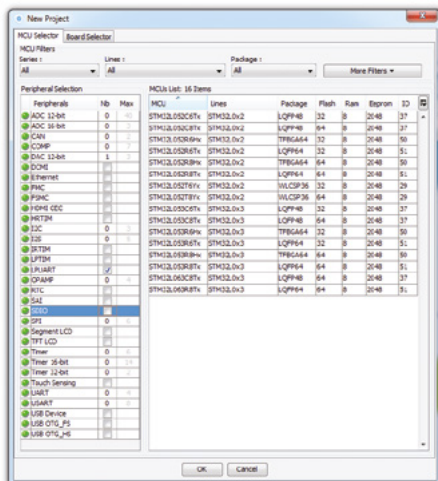 New Project
MCU Selector Board Selector
MCU Filters
Series : Lines : Package :
All All All More Filters
Peripheral Selection MCUs List: 16 Items
Peripherals Nb Max
ADC 12-bit 0 40
ADC 16-bit 0
CAN 0
COMP 0
DAC 12-bit 1
DCMI
Ethernet
FMC
FSMC
HDMI CEC
HRTIM
I2C 0
I2S 0
IRTIM
LPTIM
LPUART
OPAMP 0
RTC
SAI
SDIO
SPI 0
Segment LCD
TFT LCD
Timer 0
Timer 16-bit 0 14
Timer 32-bit 0
Touch Sensing
UART 0
USART 0
USB Device
USB OTG_FS
USB OTG_HS
MCU Lines Package Flash Ram Eeprom IO
STM32L052C6Tx STM32L0x2 LQFP48 32 8 2048 37
STM32L052C8Tx STM32L0x2 LQFP48 64 8 2048 37
STM32L052R6Hx STM32L0x2 TFBGA64 32 8 2048 50
STM32L052R6Tx STM32L0x2 LQFP64 32 8 2048 51
STM32L052R8Hx STM32L0x2 TFBGA64 64 8 2048 50
STM32L052R8Tx STM32L0x2 LQFP64 64 8 2048 51
STM32L052T6Yx STM32L0x2 WLCSP36 32 8 2048 29
STM32L052T8Yx STM32L0x2 WLCSP36 64 8 2048 29
STM32L053C6Tx STM32L0x3 LQFP48 32 8 2048 37
STM32L053C8Tx STM32L0x3 LQFP48 64 8 2048 37
STM32L053R6Hx STM32L0x3 TFBGA64 32 8 2048 50
STM32L053R6Tx STM32L0x3 LQFP64 32 8 2048 51
STM32L053R8Hx STM32L0x3 TFBGA64 64 8 2048 50
STM32L053R8Tx STM32L0x3 LQFP64 64 8 2048 51
STM32L063C8Tx STM32L0x3 LQFP48 64 8 2048 37
STM32L063R8Tx STM32L0x3 LQFP64 64 8 2048 51
OK Cancel